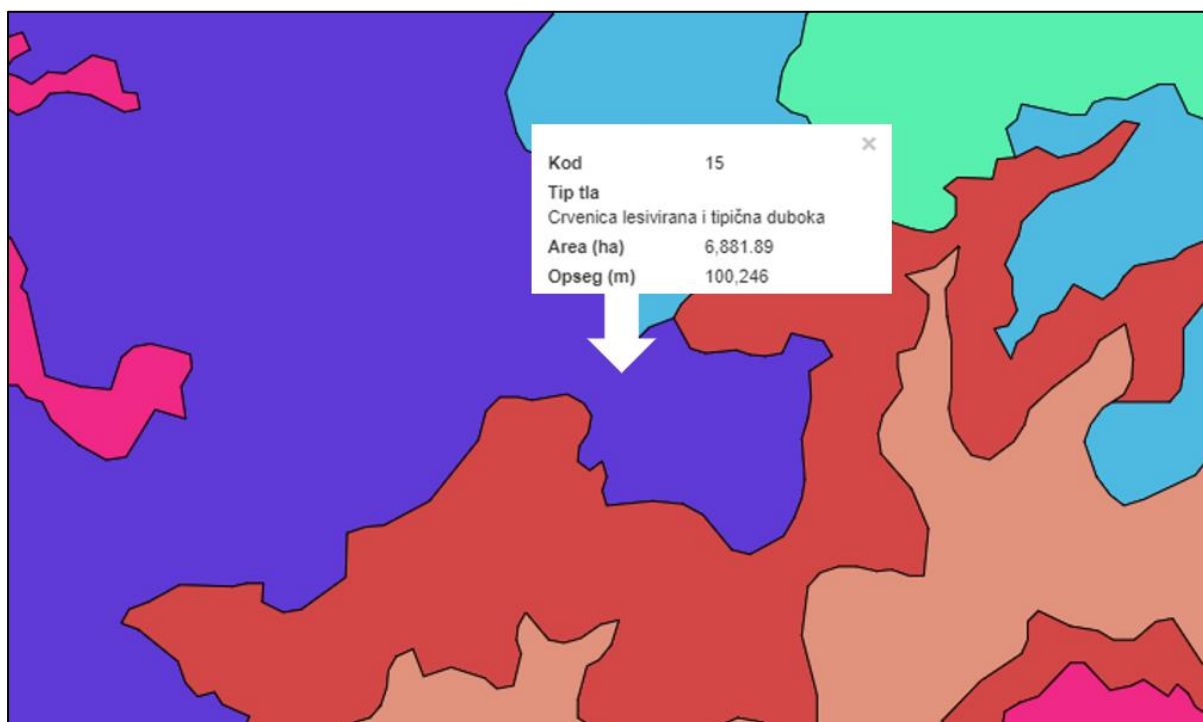 ×
Kod 15
Tip tla
Crvenica lesivirana i tipična duboka
Area (ha) 6,881.89
Opseg (m) 100,246